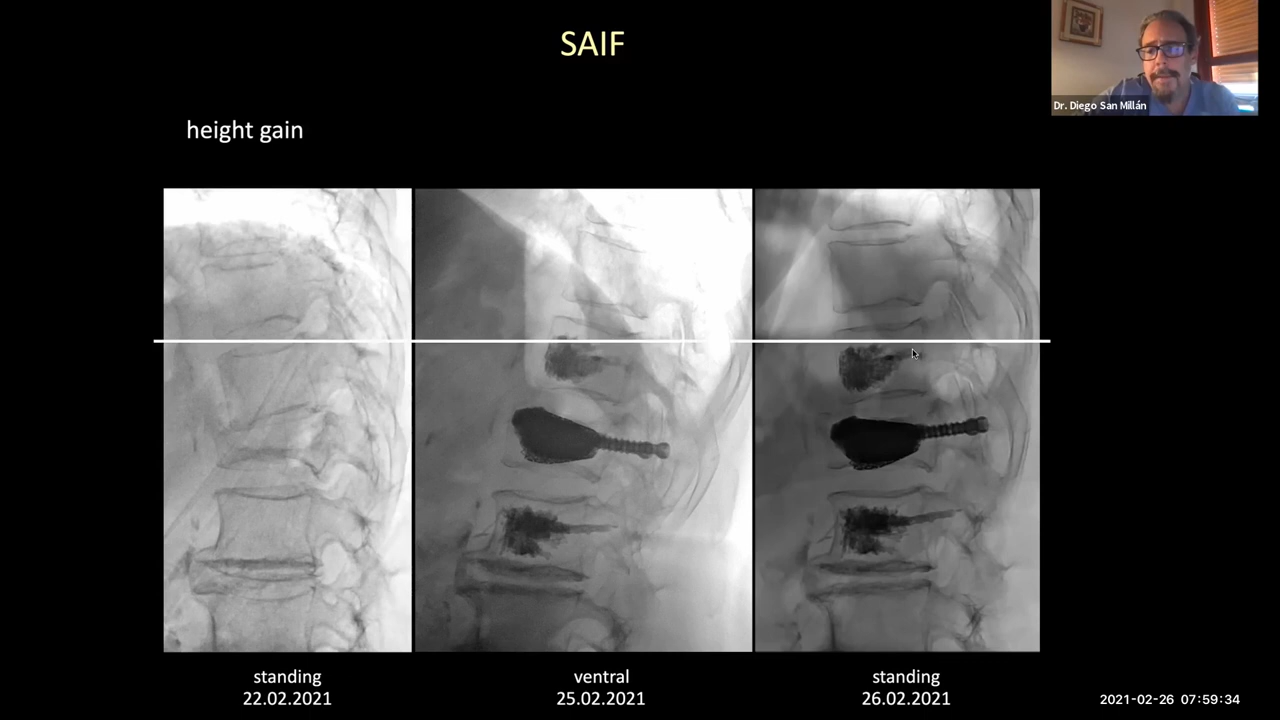 SAIF
Dr. Diego San Millán
height gain
standing
22.02.2021
ventral
25.02.2021
standing
26.02.2021
2021-02-26 07:59:34